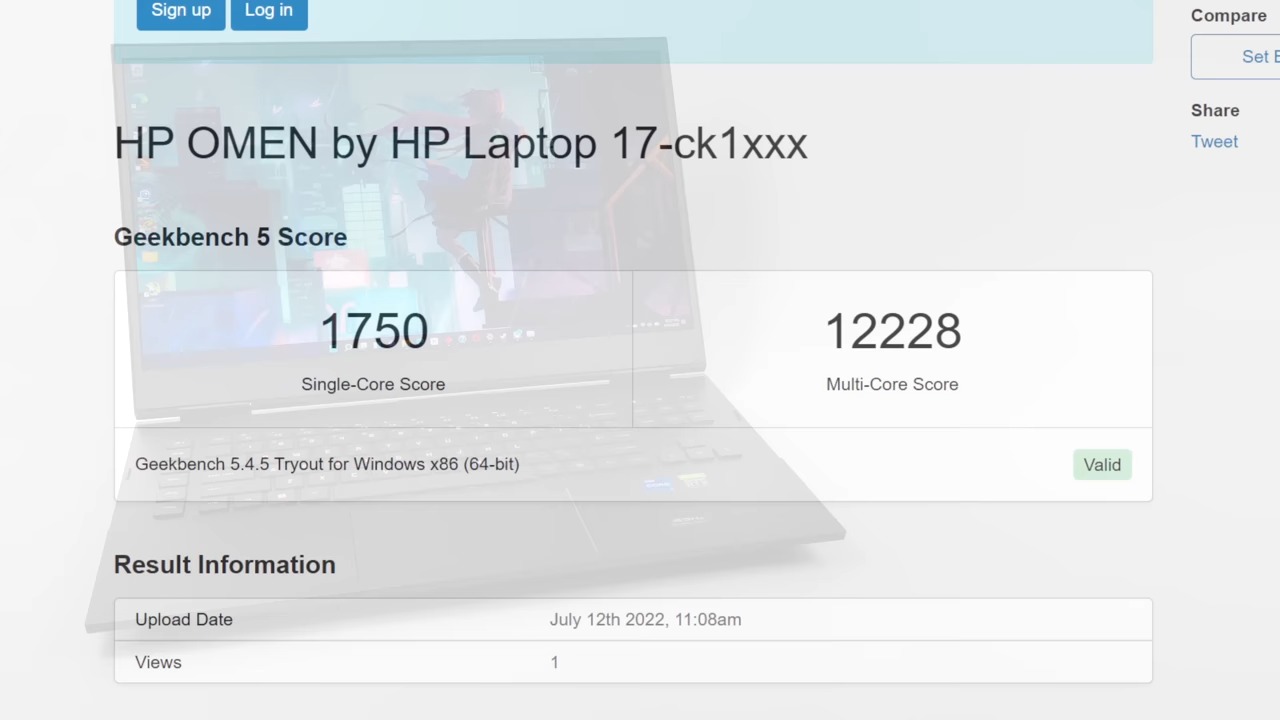 Sign up Log in
Compare
Set
Share
Tweet
HP OMEN by HP Laptop 17-ck1xxx
Geekbench 5 Score
1750 12228
Single-Core Score Multi-Core Score
Geekbench 5.4.5 Tryout for Windows x86 (64-bit) Valid
Result Information
Upload Date July 12th 2022, 11:08am
Views 1